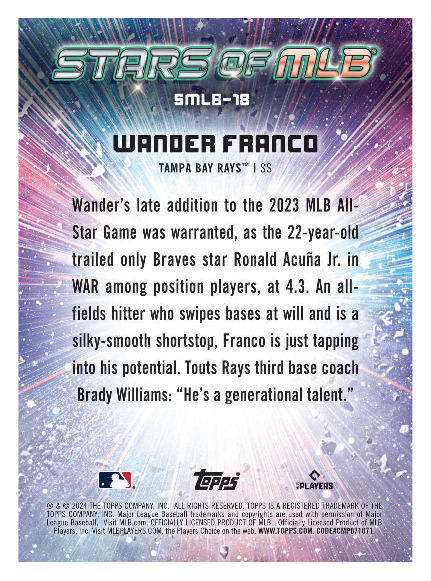 STARS OF MLB®
SMLB-18
WANDER FRANCO
TAMPA BAY RAYS™ | SS
Wander's late addition to the 2023 MLB All-
Star Game was warranted, as the 22-year-old
trailed only Braves star Ronald Acuña Jr. in
WAR among position players, at 4.3. An all-
fields hitter who swipes bases at will and is a
silky-smooth shortstop, Franco is just tapping
into his potential. Touts Rays third base coach
Brady Williams: “He's a generational talent.”
Topps
PLAYERS
® & © 2024 THE TOPPS COMPANY, INC. ALL RIGHTS RESERVED. TOPPS IS A REGISTERED TRADEMARK OF THE
TOPPS COMPANY, INC. Major League Baseball trademarks and copyrights are used with permission of Major
League Baseball. Visit MLB.com. OFFICIALLY LICENSED PRODUCT OF MLB Officially Licensed Product of MLB
Players, Inc. Visit MLBPLAYERS.COM, the Players Choice on the web. WWW.TOPPS.COM. CODE#CMP071071